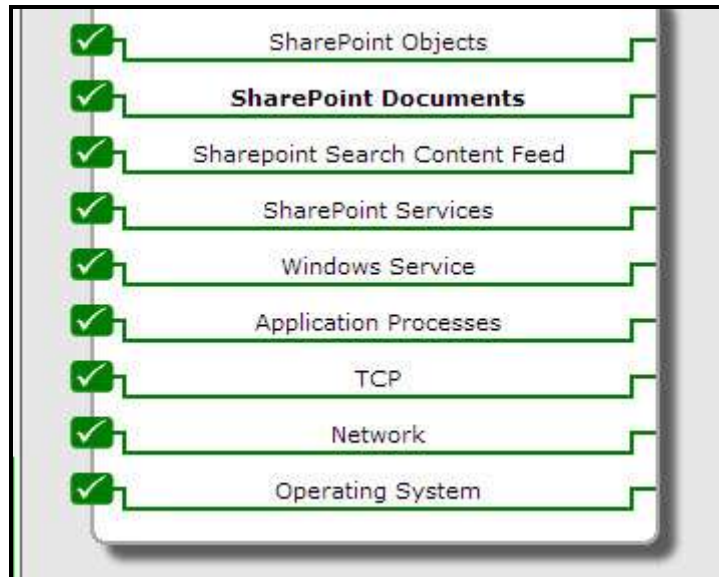 SharePoint Objects
SharePoint Documents
Sharepoint Search Content Feed
SharePoint Services
Windows Service
Application Processes
TCP
Network
Operating System